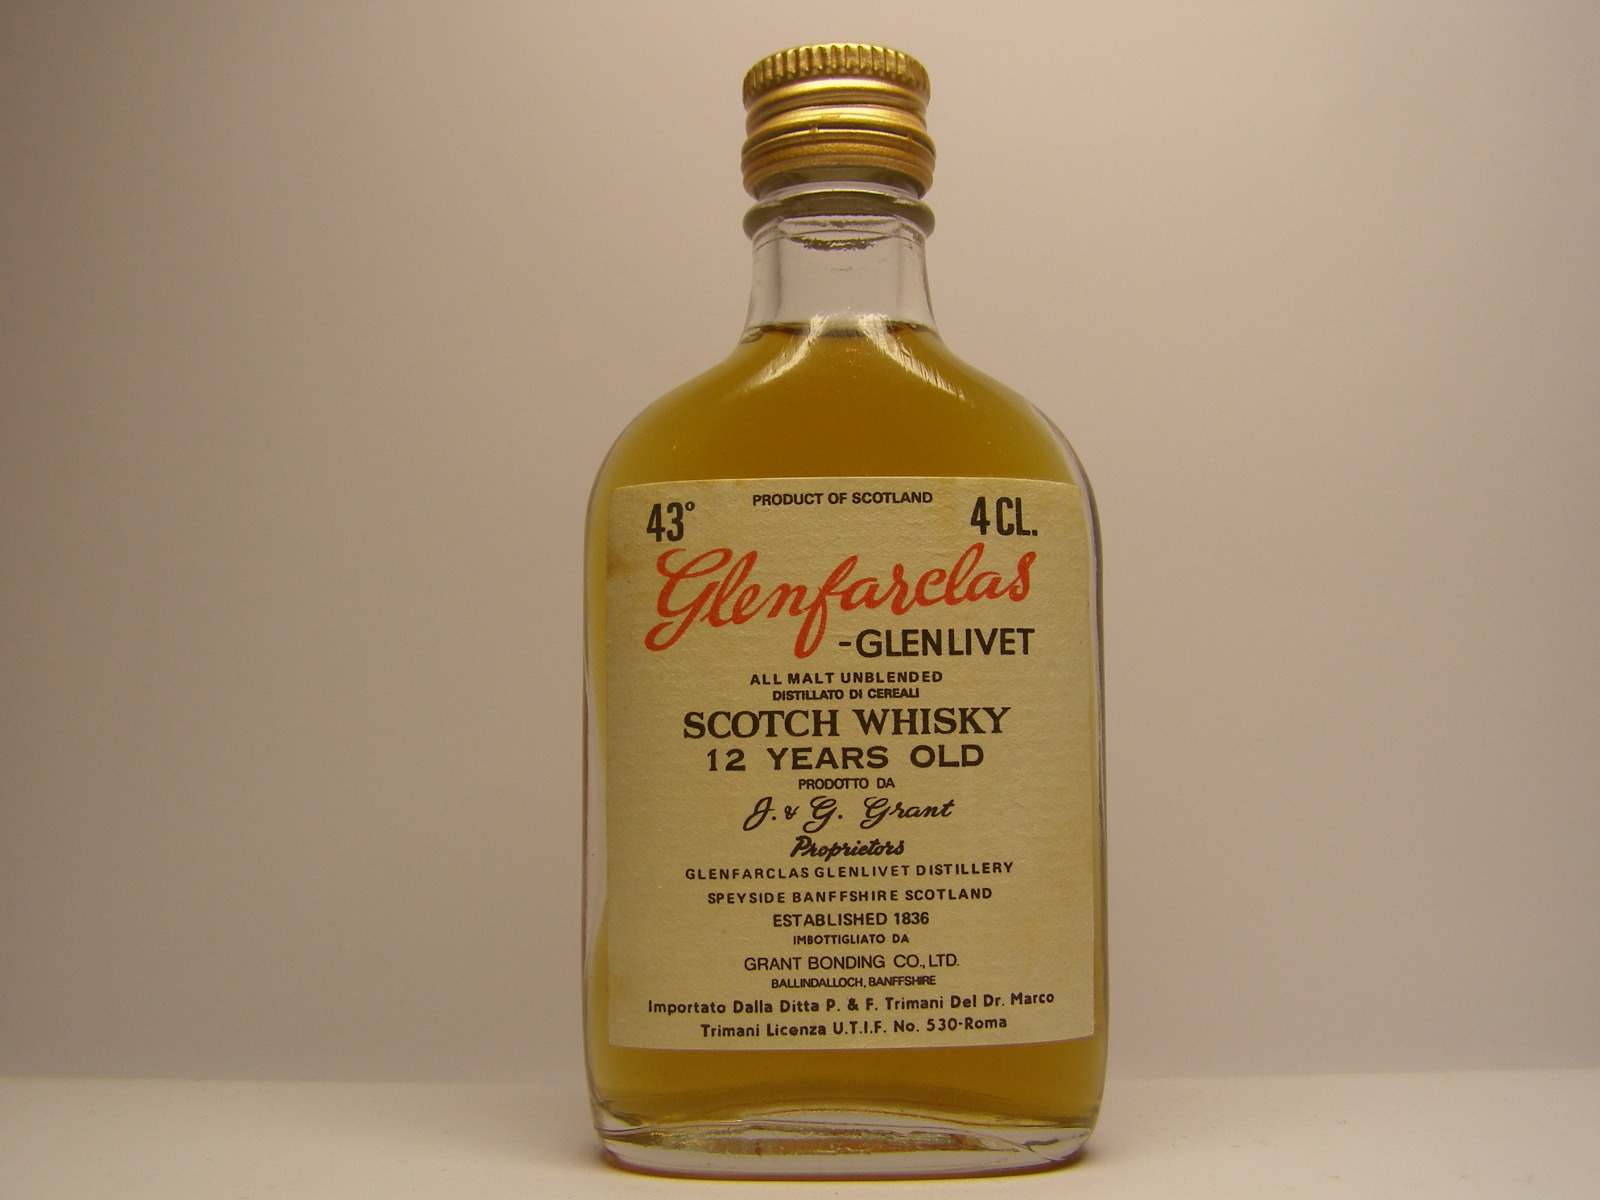 PRODUCT OF SCOTLAND
43° 4 CL.
Glenfarclas
-GLENLIVET
ALL MALT UNBLENDED
DISTILLATO DI CEREALI
SCOTCH WHISKY
12 YEARS OLD
PRODOTTO DA
J. & G. Grant
Proprietors
GLENFARCLAS GLENLIVET DISTILLERY
SPEYSIDE BANFFSHIRE SCOTLAND
ESTABLISHED 1836
IMBOTTIGLIATO DA
GRANT BONDING CO., LTD.
BALLINDALLOCH, BANFFSHIRE
Importato Dalla Ditta P. & F. Trimani Del Dr. Marco
Trimani Licenza U.T.I.F. No. 530-Roma